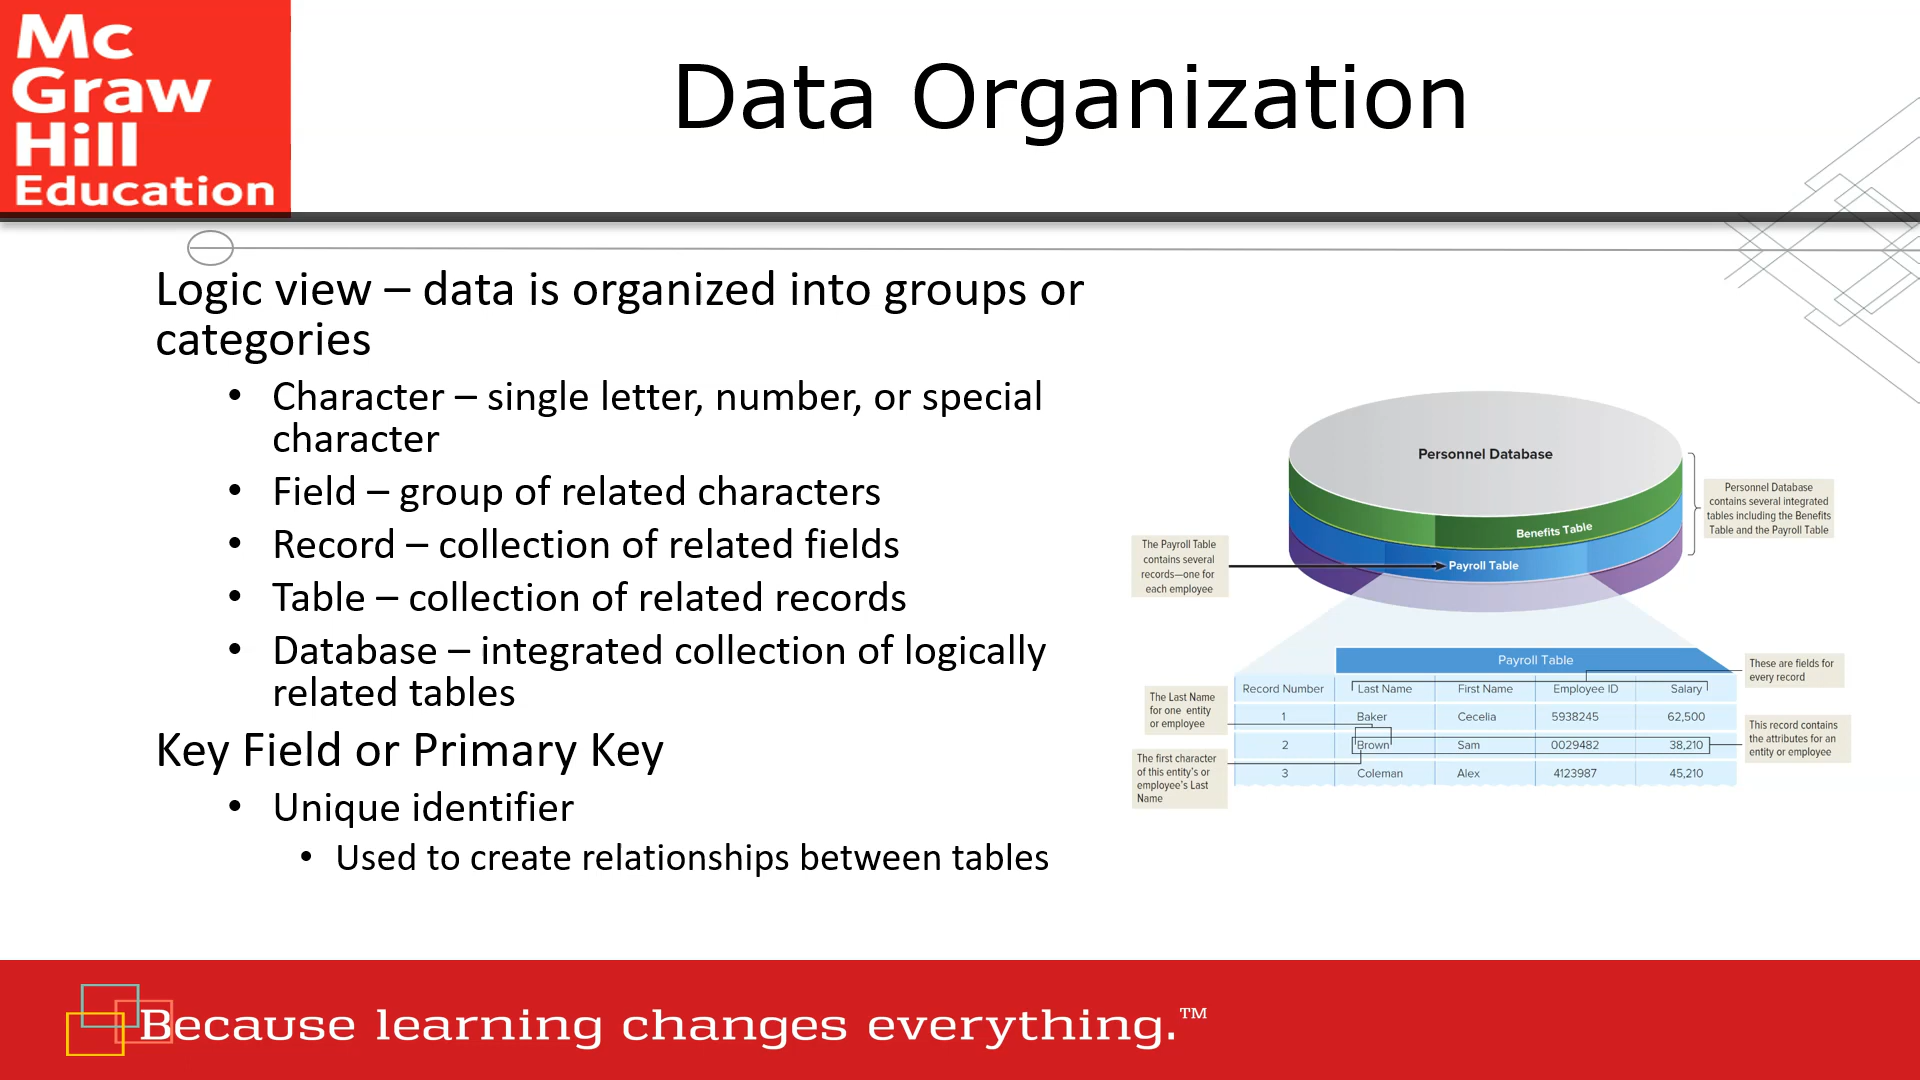 Mc
Graw
Hill
Education
Data Organization
Logic view – data is organized into groups or
categories
• Character – single letter, number, or special
character
• Field – group of related characters
• Record – collection of related fields
• Table – collection of related records
• Database – integrated collection of logically
related tables
Key Field or Primary Key
• Unique identifier
• Used to create relationships between tables
Personnel Database
Benefits Table
Payroll Table
Personnel Database
contains several integrated
tables including the Benefits
Table and the Payroll Table
The Payroll Table
contains several
records—one for
each employee
Payroll Table
Record Number Last Name First Name Employee ID Salary
1 Baker Cecelia 5938245 62,500
2 Brown Sam 0029482 38,210
3 Coleman Alex 4123987 45,210
These are fields for
every record
The Last Name
for one entity
or employee
This record contains
the attributes for an
entity or employee
The first character
of this entity's or
employee's Last
Name
Because learning changes everything.™